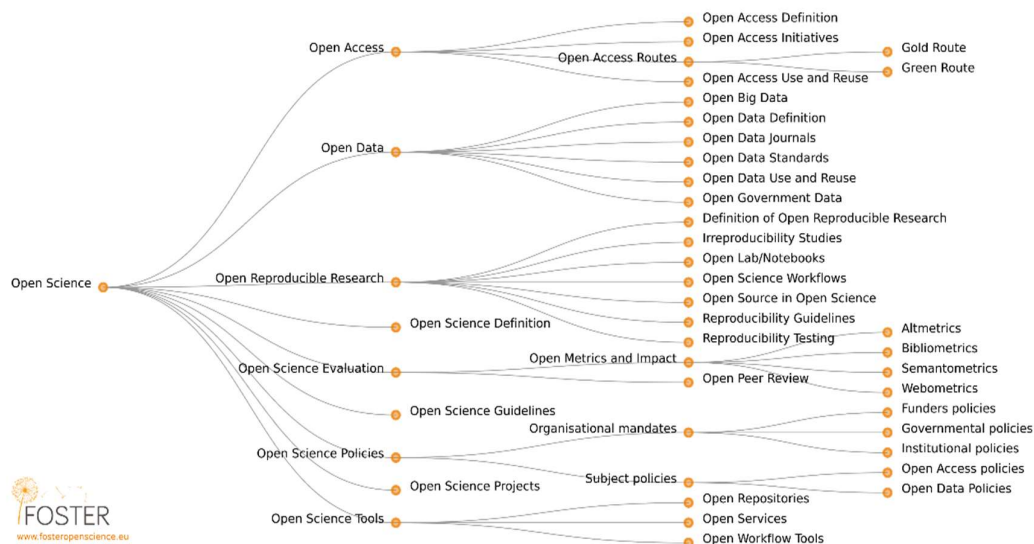 Open Science
Open Access
Open Access Definition
Open Access Initiatives
Open Access Routes
Gold Route
Green Route
Open Access Use and Reuse
Open Data
Open Big Data
Open Data Definition
Open Data Journals
Open Data Standards
Open Data Use and Reuse
Open Government Data
Open Reproducible Research
Definition of Open Reproducible Research
Irreproducibility Studies
Open Lab/Notebooks
Open Science Workflows
Open Source in Open Science
Reproducibility Guidelines
Reproducibility Testing
Open Science Definition
Open Science Evaluation
Open Metrics and Impact
Altmetrics
Bibliometrics
Semantometrics
Webometrics
Open Peer Review
Open Science Guidelines
Open Science Policies
Organisational mandates
Funders policies
Governmental policies
Institutional policies
Subject policies
Open Access policies
Open Data Policies
Open Science Projects
Open Science Tools
Open Repositories
Open Services
Open Workflow Tools
FOSTER
www.fosteropenscience.eu